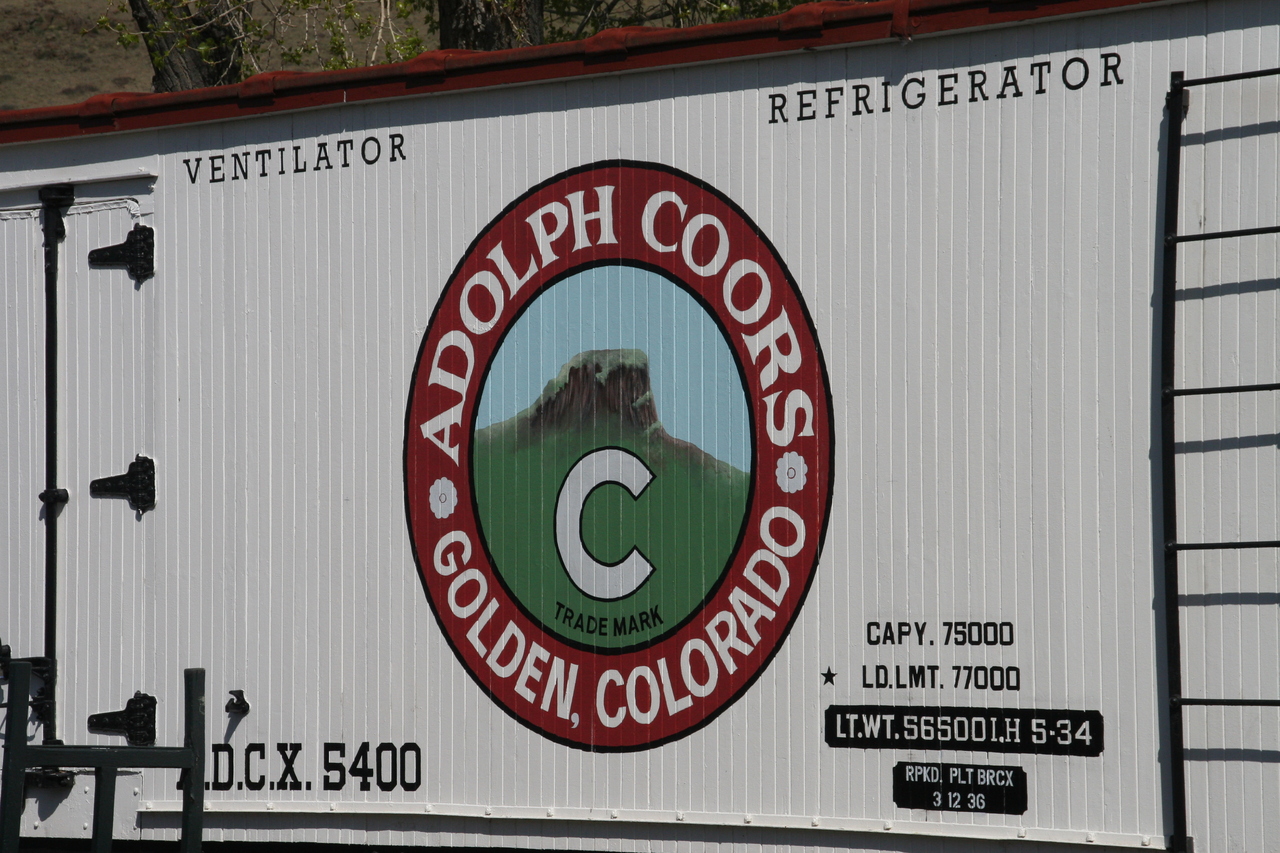 VENTILATOR
REFRIGERATOR
ADOLPH COORS
GOLDEN, COLORADO
C
TRADE MARK
.D.C.X. 5400
CAPY. 75000
★ LD.LMT. 77000
LT.WT.56500 I.H 5-34
RPKD. PLT BRCX
3 12 36